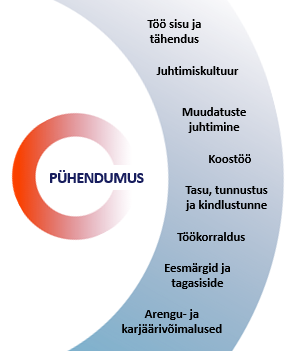 Töö sisu ja
tähendus
Juhtimiskultuur
Muudatuste
juhtimine
Koostöö
PÜHENDUMUS
Tasu, tunnustus
ja kindlustunne
Töökorraldus
Eesmärgid ja
tagasiside
Arengu- ja
karjäärivõimalused